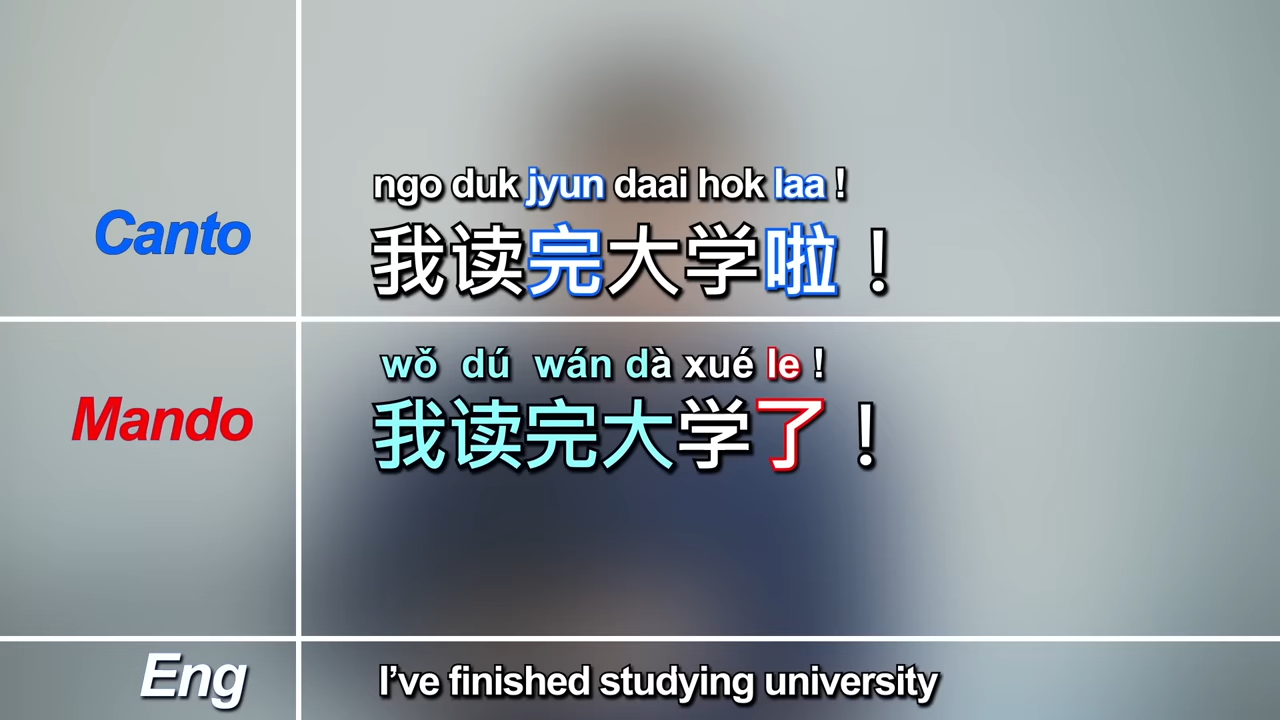 ngo duk jyun daai hok laa !
Canto
我读完大学啦！
wǒ dú wán dà xué le !
Mando
我读完大学了！
Eng
I've finished studying university